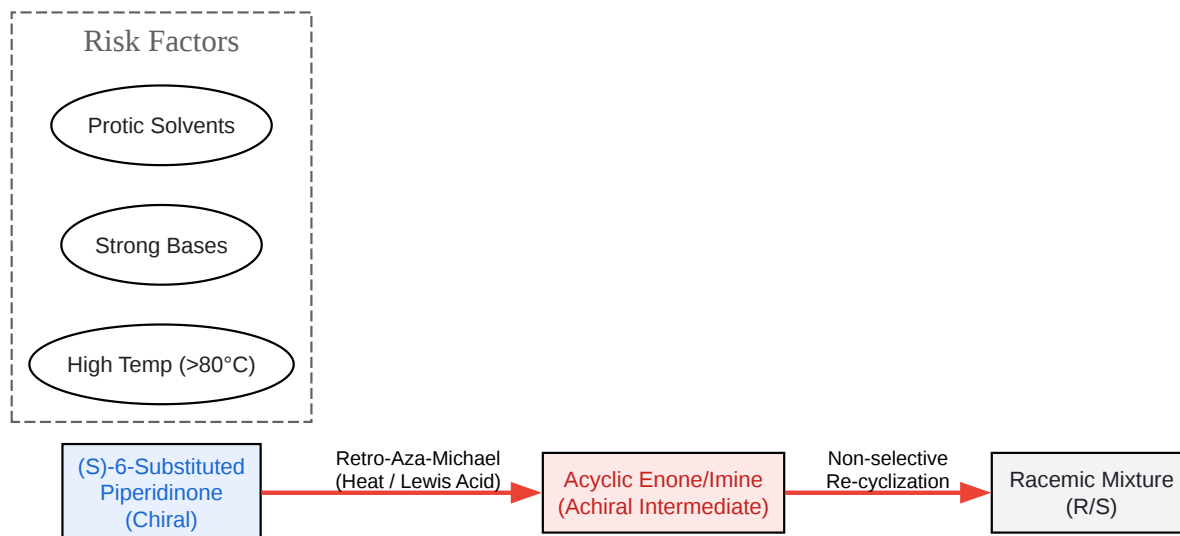 Risk Factors
Protic Solvents
Strong Bases
High Temp (>80°C)
(S)-6-Substituted
Piperidinone
(Chiral)
Retro-Aza-Michael
(Heat / Lewis Acid)
Acyclic Enone/Imine
(Achiral Intermediate)
Non-selective
Re-cyclization
Racemic Mixture
(R/S)